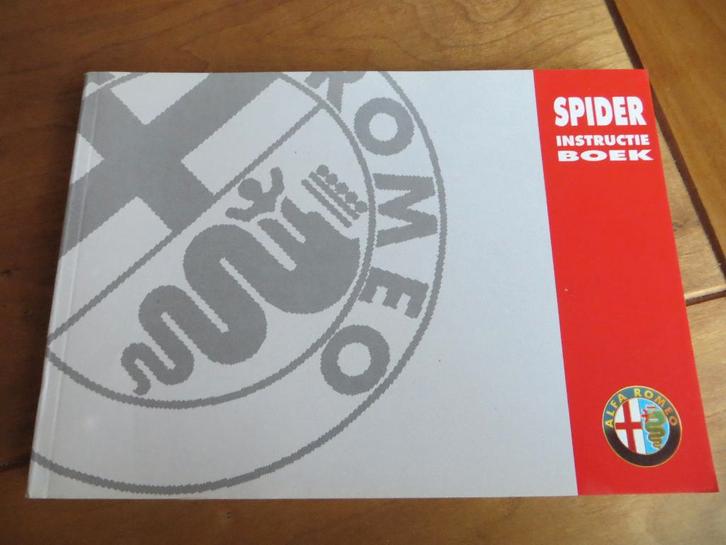 SPIDER
INSTRUCTIE
BOEK
ROMEO
ALFA ROMEO